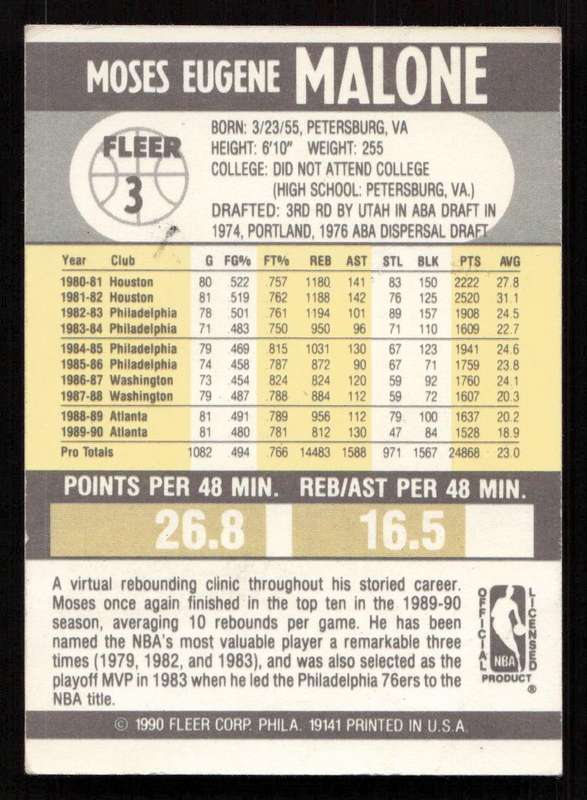 MOSES EUGENE MALONE
FLEER
3
BORN: 3/23/55, PETERSBURG, VA
HEIGHT: 6'10" WEIGHT: 255
COLLEGE: DID NOT ATTEND COLLEGE
(HIGH SCHOOL: PETERSBURG, VA.)
DRAFTED: 3RD RD BY UTAH IN ABA DRAFT IN
1974, PORTLAND, 1976 ABA DISPERSAL DRAFT
Year Club G FG% FT% REB AST STL BLK PTS AVG
1980-81 Houston 80 .522 .757 1180 141 83 150 2222 27.8
1981-82 Houston 81 .519 .762 1188 142 76 125 2520 31.1
1982-83 Philadelphia 78 .501 .761 1194 101 89 157 1908 24.5
1983-84 Philadelphia 71 .483 .750 950 96 71 110 1609 22.7
1984-85 Philadelphia 79 .469 .815 1031 130 67 123 1941 24.6
1985-86 Philadelphia 74 .458 .787 872 90 67 71 1759 23.8
1986-87 Washington 73 .454 .824 824 120 59 92 1760 24.1
1987-88 Washington 79 .487 .788 884 112 59 72 1607 20.3
1988-89 Atlanta 81 .491 .789 956 112 79 100 1637 20.2
1989-90 Atlanta 81 .480 .781 812 130 47 84 1528 18.9
Pro Totals 1082 .494 .766 14483 1588 971 1567 24868 23.0
POINTS PER 48 MIN. REB/AST PER 48 MIN.
26.8 16.5
A virtual rebounding clinic throughout his storied career.
Moses once again finished in the top ten in the 1989-90
season, averaging 10 rebounds per game. He has been
named the NBA's most valuable player a remarkable three
times (1979, 1982, and 1983), and was also selected as the
playoff MVP in 1983 when he led the Philadelphia 76ers to the
NBA title.
OFFICIAL
LICENSED
NBA
PRODUCT ®
© 1990 FLEER CORP. PHILA. 19141 PRINTED IN U.S.A.